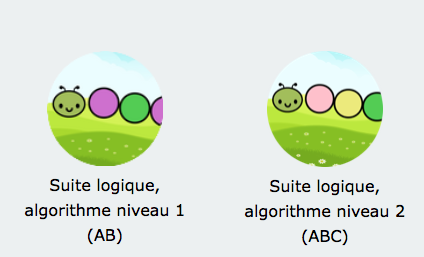 Suite logique,
algorithme niveau 1
(AB)
Suite logique,
algorithme niveau 2
(ABC)